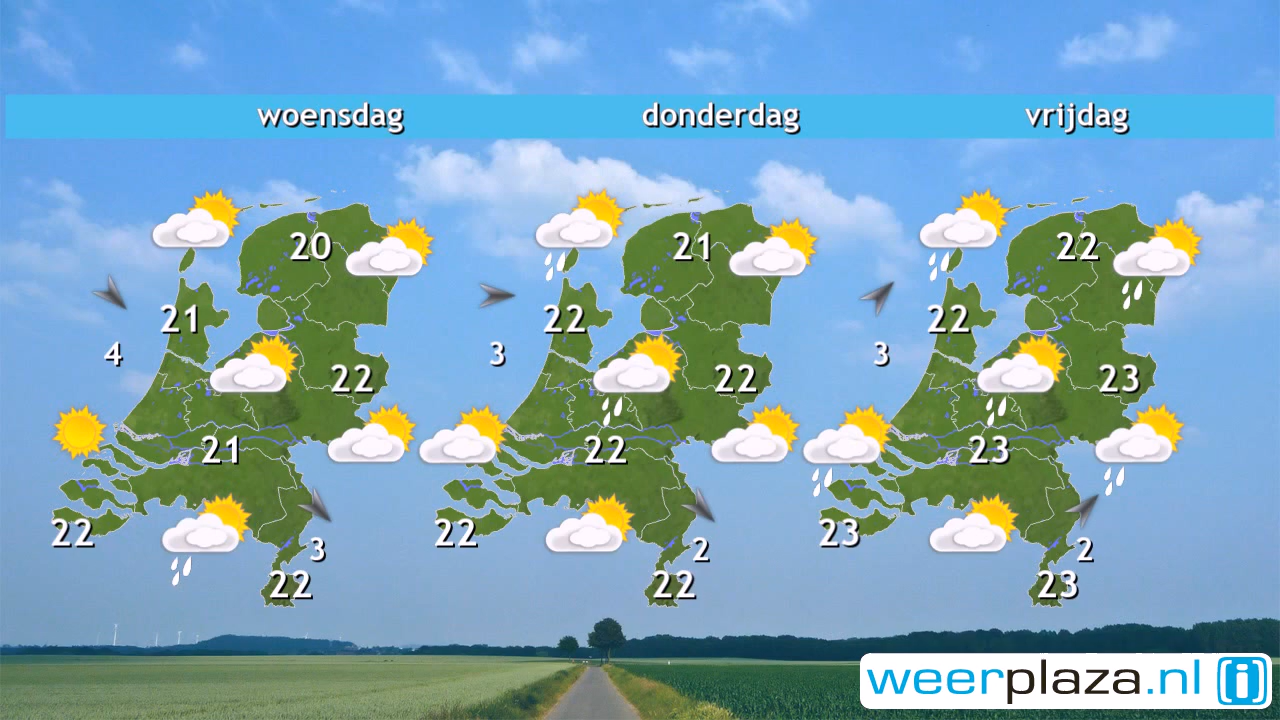 woensdag donderdag vrijdag
20 21 22
21 22 22
4 3 3
22 22 23
21 22 23
22 22 23
3 2 2
22 22 23
weerplaza.nl i